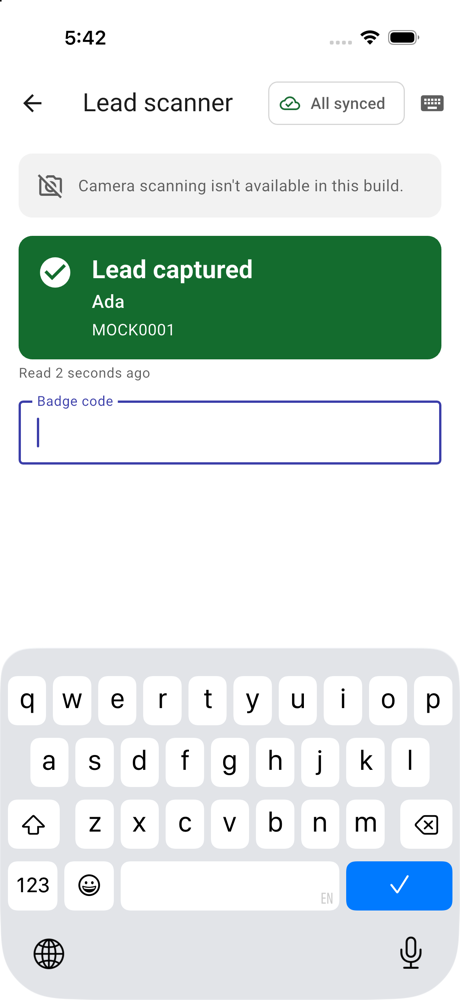 5:42
Lead scanner
All synced
Camera scanning isn't available in this build.
Lead captured
Ada
MOCK0001
Read 2 seconds ago
Badge code
q w e r t y u i o p
a s d f g h j k l
z x c v b n m
123
EN